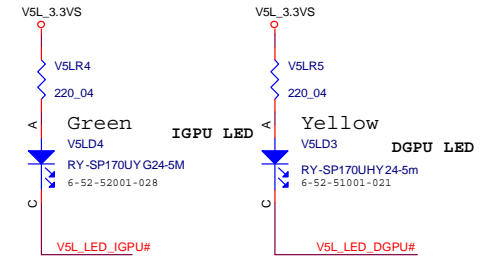 V5L_3.3VS
V5L_3.3VS
V5LR4
V5LR5
220_04
220_04
A
Green
IGPU LED
A
Yellow
V5LD4
V5LD3
DGPU LED
RY-SP170UYG24-5M
RY-SP170UHY24-5m
6-52-52001-028
6-52-51001-021
C
C
V5L_LED_IGPU#
V5L_LED_DGPU#